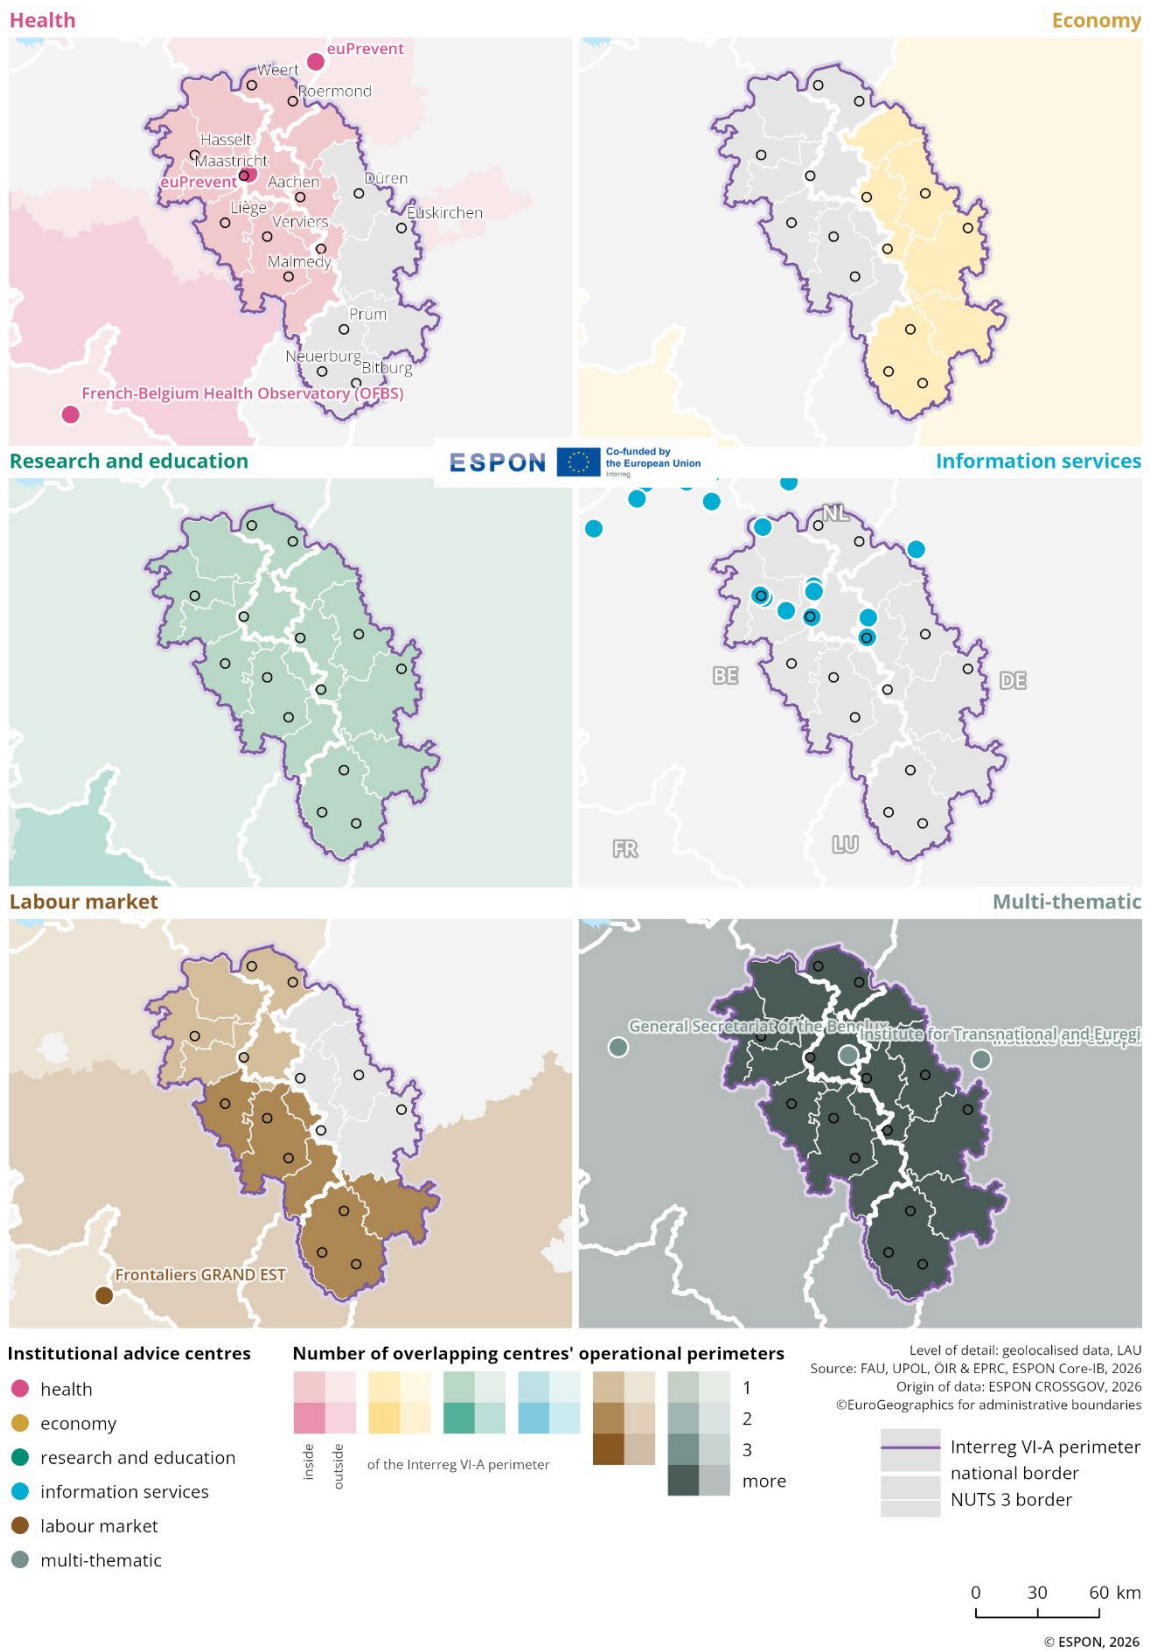 Health
Economy
euPrevent
Weert
Roermond
Hasselt
Maastricht
euPrevent
Aachen
Düren
Liège
Euskirchen
Verviers
Malmedy
Prüm
Neuerburg
Bitburg
French-Belgium Health Observatory (OFBS)
Research and education
ESPON
Co-funded by
the European Union
Interreg
Information services
NL
BE
DE
FR
LU
Labour market
Multi-thematic
General Secretariat of the Benelux
Institute for Transnational and Euregi
Frontaliers GRAND EST
Institutional advice centres
health
economy
research and education
information services
labour market
multi-thematic
Number of overlapping centres' operational perimeters
1
2
3
more
inside
outside
of the Interreg VI-A perimeter
Level of detail: geolocalised data, LAU
Source: FAU, UPOL, ÖIR & EPRC, ESPON Core-IB, 2026
Origin of data: ESPON CROSSGOV, 2026
©EuroGeographics for administrative boundaries
Interreg VI-A perimeter
national border
NUTS 3 border
0 30 60 km
© ESPON, 2026